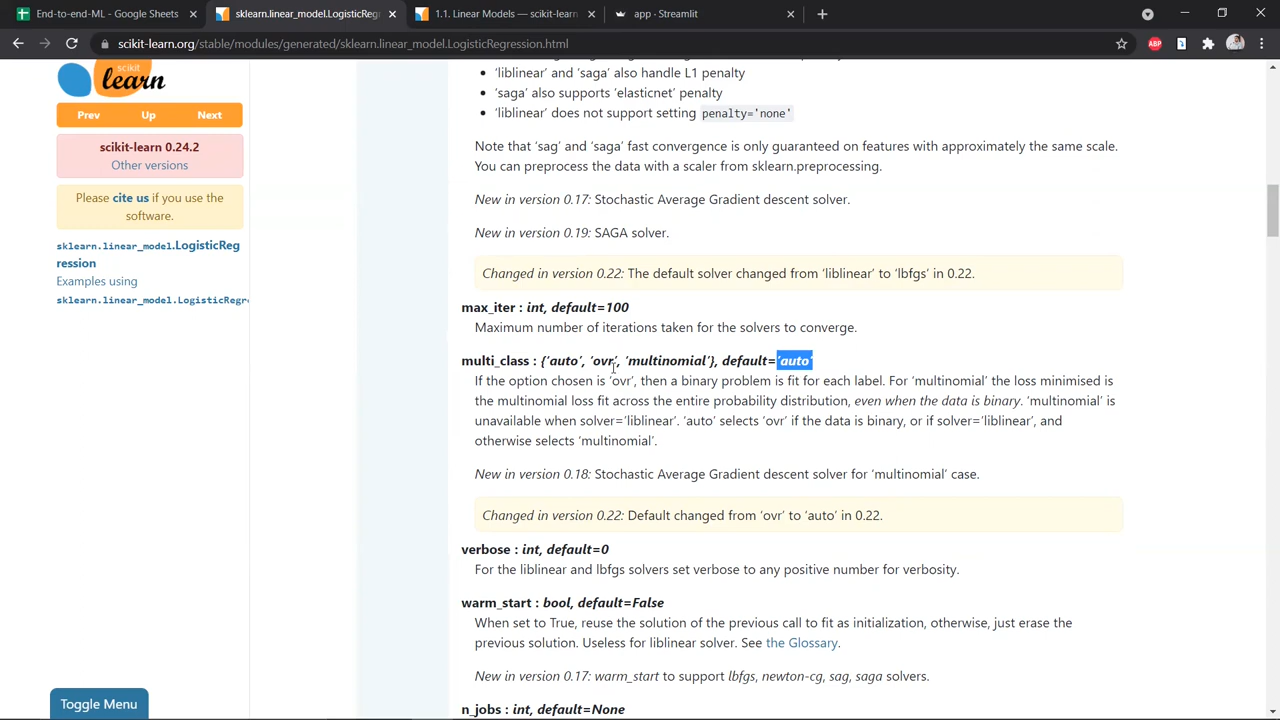 End-to-end-ML - Google Sheets
sklearn.linear_model.LogisticRegr
1.1. Linear Models — scikit-learn
app · Streamlit
scikit-learn.org/stable/modules/generated/sklearn.linear_model.LogisticRegression.html
ABP
scikit
learn
Prev Up Next
scikit-learn 0.24.2
Other versions
Please cite us if you use the
software.
sklearn.linear_model.LogisticReg
ression
Examples using
sklearn.linear_model.LogisticRegre
• ‘liblinear’ and ‘saga’ also handle L1 penalty
• ‘saga’ also supports ‘elasticnet’ penalty
• ‘liblinear’ does not support setting penalty='none'
Note that ‘sag’ and ‘saga’ fast convergence is only guaranteed on features with approximately the same scale.
You can preprocess the data with a scaler from sklearn.preprocessing.
New in version 0.17: Stochastic Average Gradient descent solver.
New in version 0.19: SAGA solver.
Changed in version 0.22: The default solver changed from ‘liblinear’ to ‘lbfgs’ in 0.22.
max_iter : int, default=100
Maximum number of iterations taken for the solvers to converge.
multi_class : {‘auto’, ‘ovr’, ‘multinomial’}, default=’auto’
If the option chosen is ‘ovr’, then a binary problem is fit for each label. For ‘multinomial’ the loss minimised is
the multinomial loss fit across the entire probability distribution, even when the data is binary. ‘multinomial’ is
unavailable when solver=’liblinear’. ‘auto’ selects ‘ovr’ if the data is binary, or if solver=’liblinear’, and
otherwise selects ‘multinomial’.
New in version 0.18: Stochastic Average Gradient descent solver for ‘multinomial’ case.
Changed in version 0.22: Default changed from ‘ovr’ to ‘auto’ in 0.22.
verbose : int, default=0
For the liblinear and lbfgs solvers set verbose to any positive number for verbosity.
warm_start : bool, default=False
When set to True, reuse the solution of the previous call to fit as initialization, otherwise, just erase the
previous solution. Useless for liblinear solver. See the Glossary.
New in version 0.17: warm_start to support lbfgs, newton-cg, sag, saga solvers.
n_jobs : int, default=None
Toggle Menu